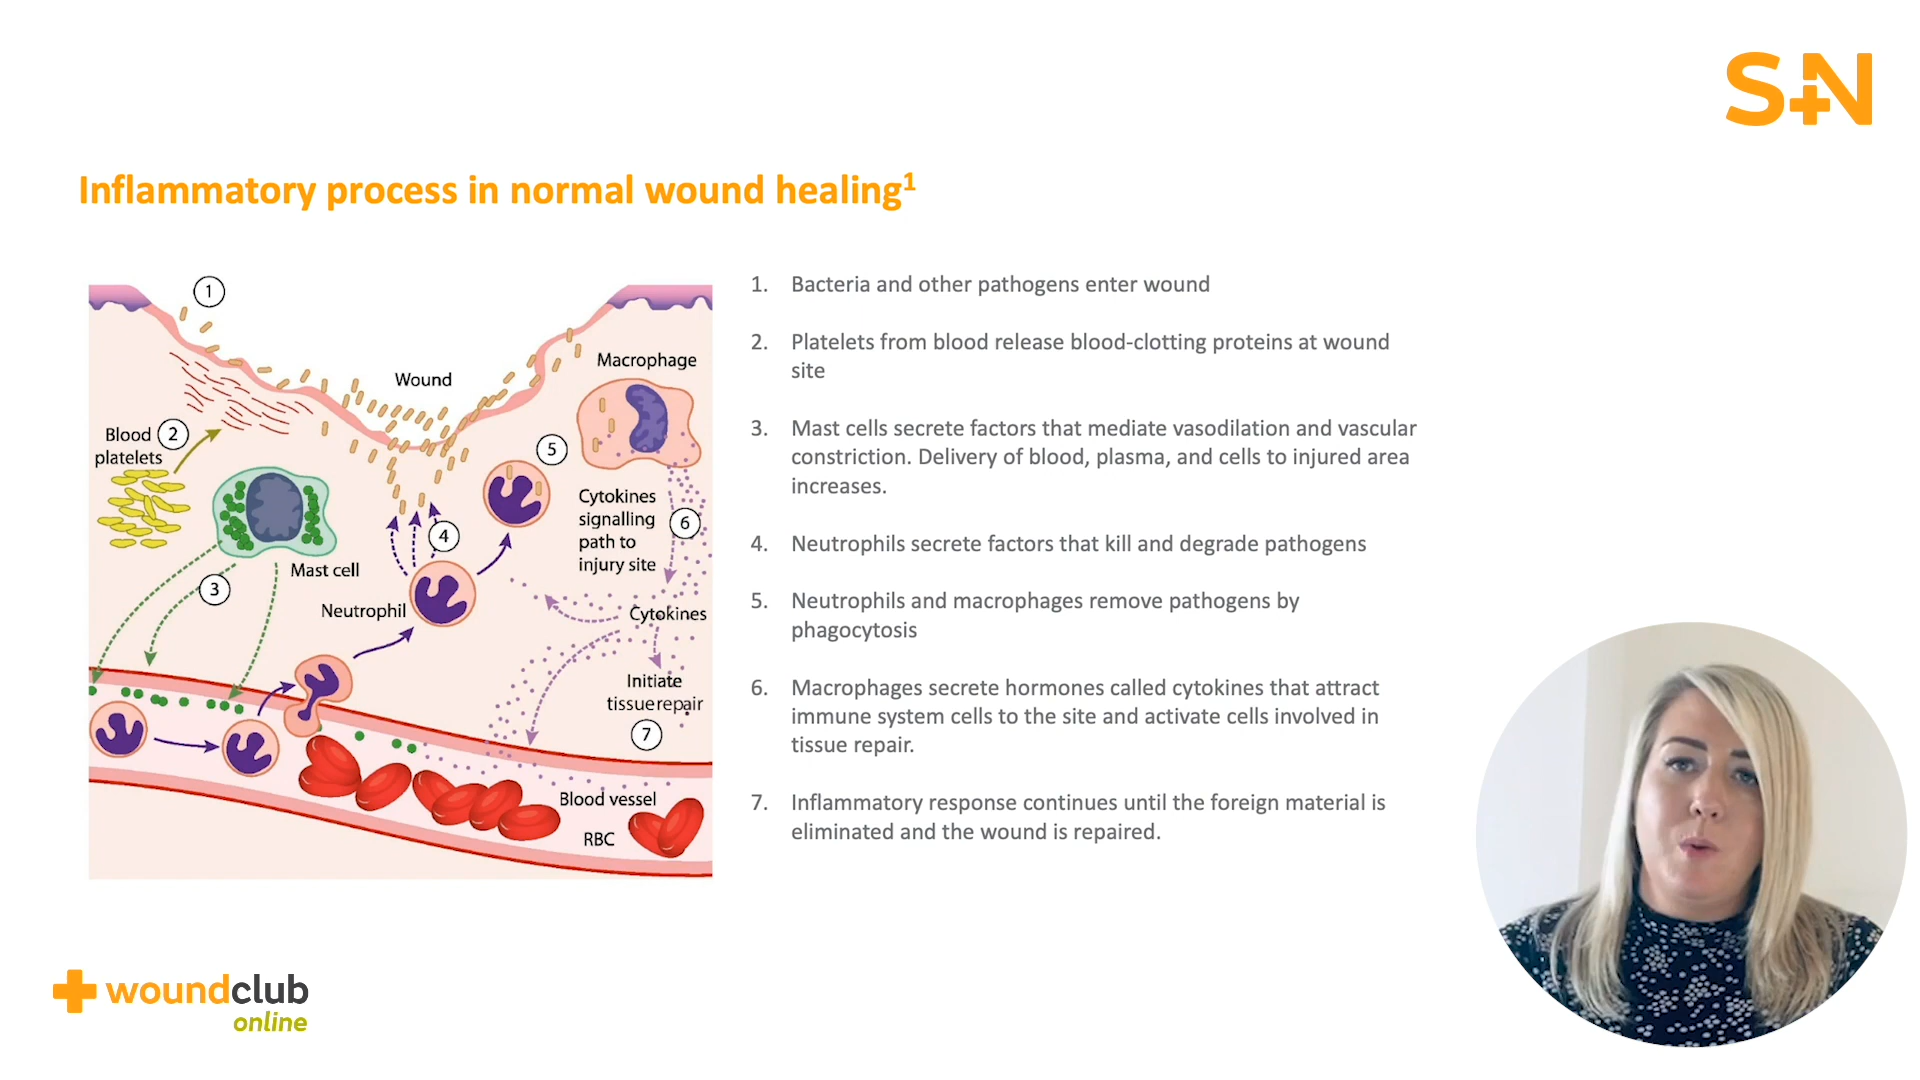 S+N
Inflammatory process in normal wound healing1
1
Wound
Macrophage
Blood 2
platelets
5
Cytokines
signalling 6
path to
injury site
4
Mast cell
3
Neutrophil
Cytokines
Initiate
tissue repair
7
Blood vessel
RBC
1. Bacteria and other pathogens enter wound
2. Platelets from blood release blood-clotting proteins at wound
site
3. Mast cells secrete factors that mediate vasodilation and vascular
constriction. Delivery of blood, plasma, and cells to injured area
increases.
4. Neutrophils secrete factors that kill and degrade pathogens
5. Neutrophils and macrophages remove pathogens by
phagocytosis
6. Macrophages secrete hormones called cytokines that attract
immune system cells to the site and activate cells involved in
tissue repair.
7. Inflammatory response continues until the foreign material is
eliminated and the wound is repaired.
woundclub
online